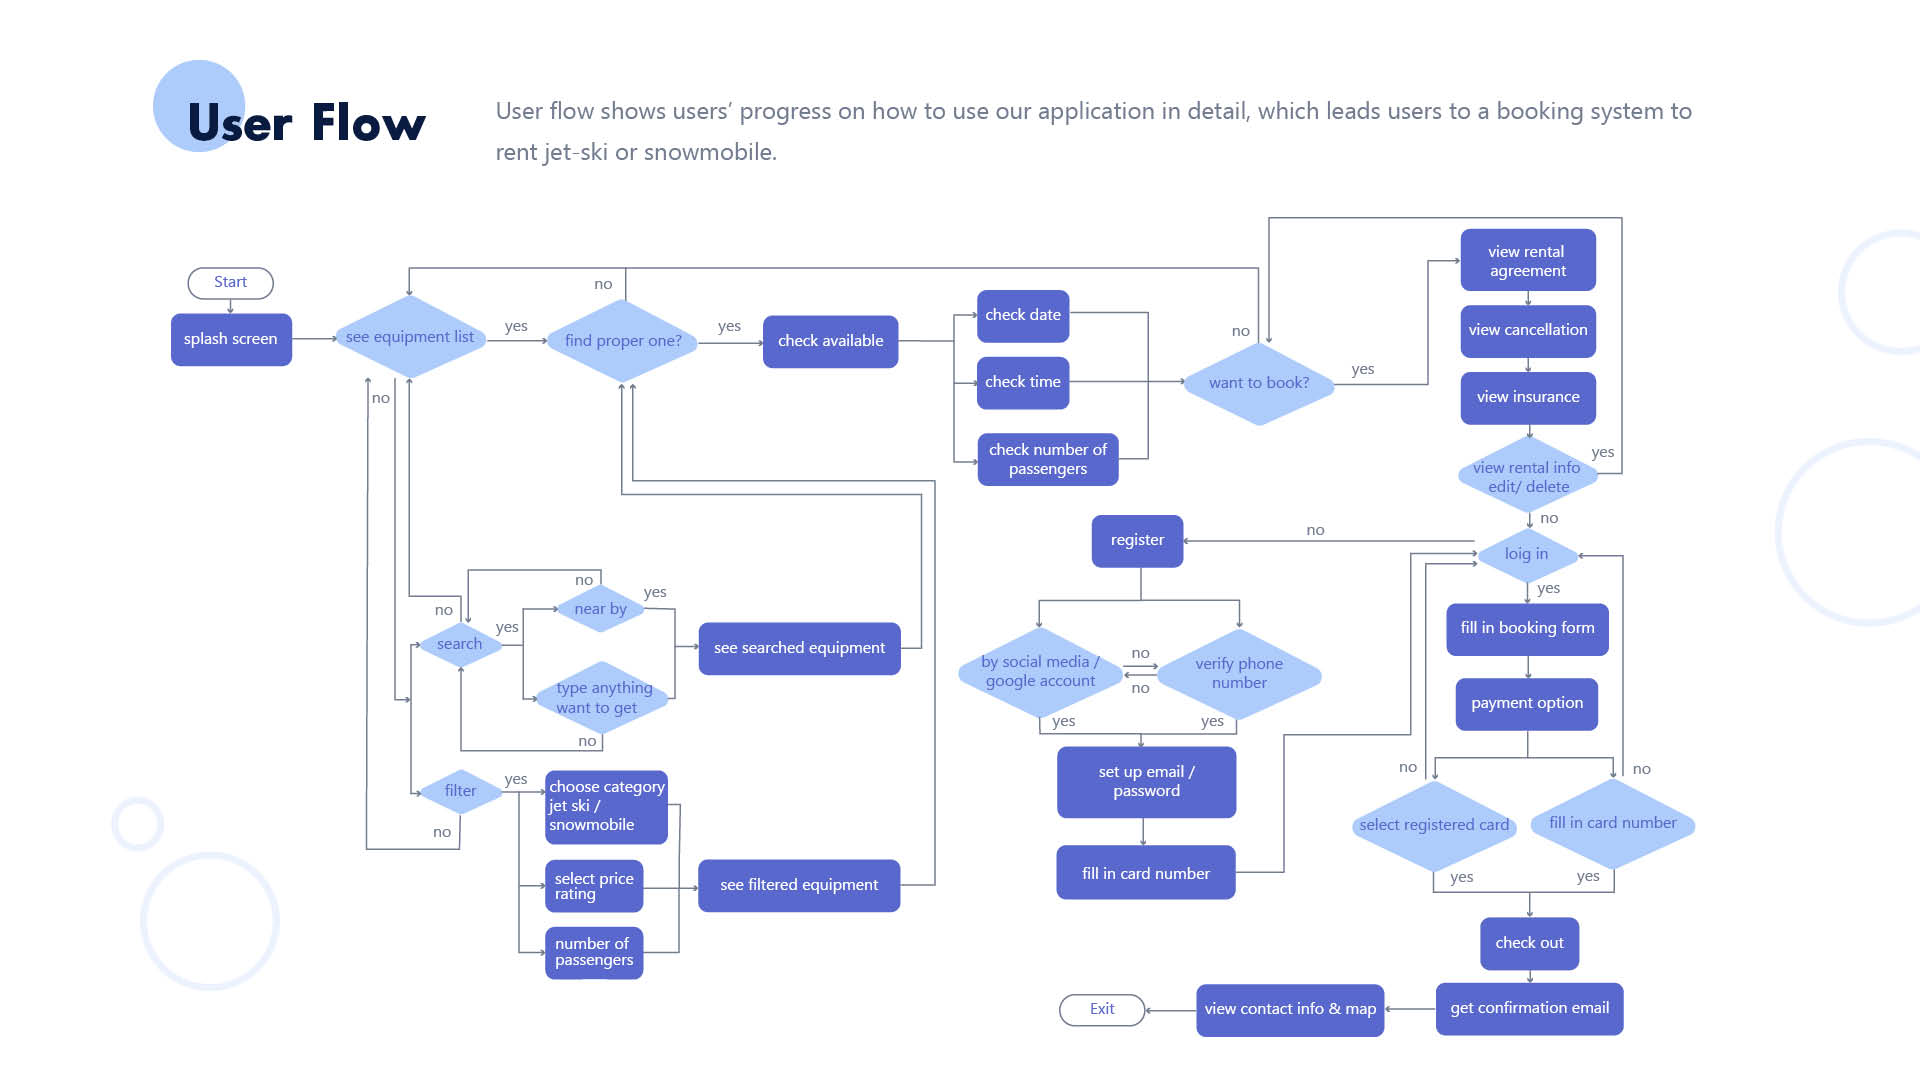 User Flow
User flow shows users’ progress on how to use our application in detail, which leads users to a booking system to
rent jet-ski or snowmobile.
Start
splash screen
see equipment list
yes
no
find proper one?
no
yes
check available
check date
check time
check number of
passengers
want to book?
no
yes
view rental
agreement
view cancellation
view insurance
view rental info
edit/ delete
yes
no
loig in
no
yes
register
by social media /
google account
no
no
verify phone
number
yes
yes
set up email /
password
fill in card number
search
no
yes
near by
no
yes
type anything
want to get
no
see searched equipment
filter
yes
no
choose category
jet ski /
snowmobile
select price
rating
number of
passengers
see filtered equipment
fill in booking form
payment option
no
no
select registered card
fill in card number
yes
yes
check out
get confirmation email
view contact info & map
Exit